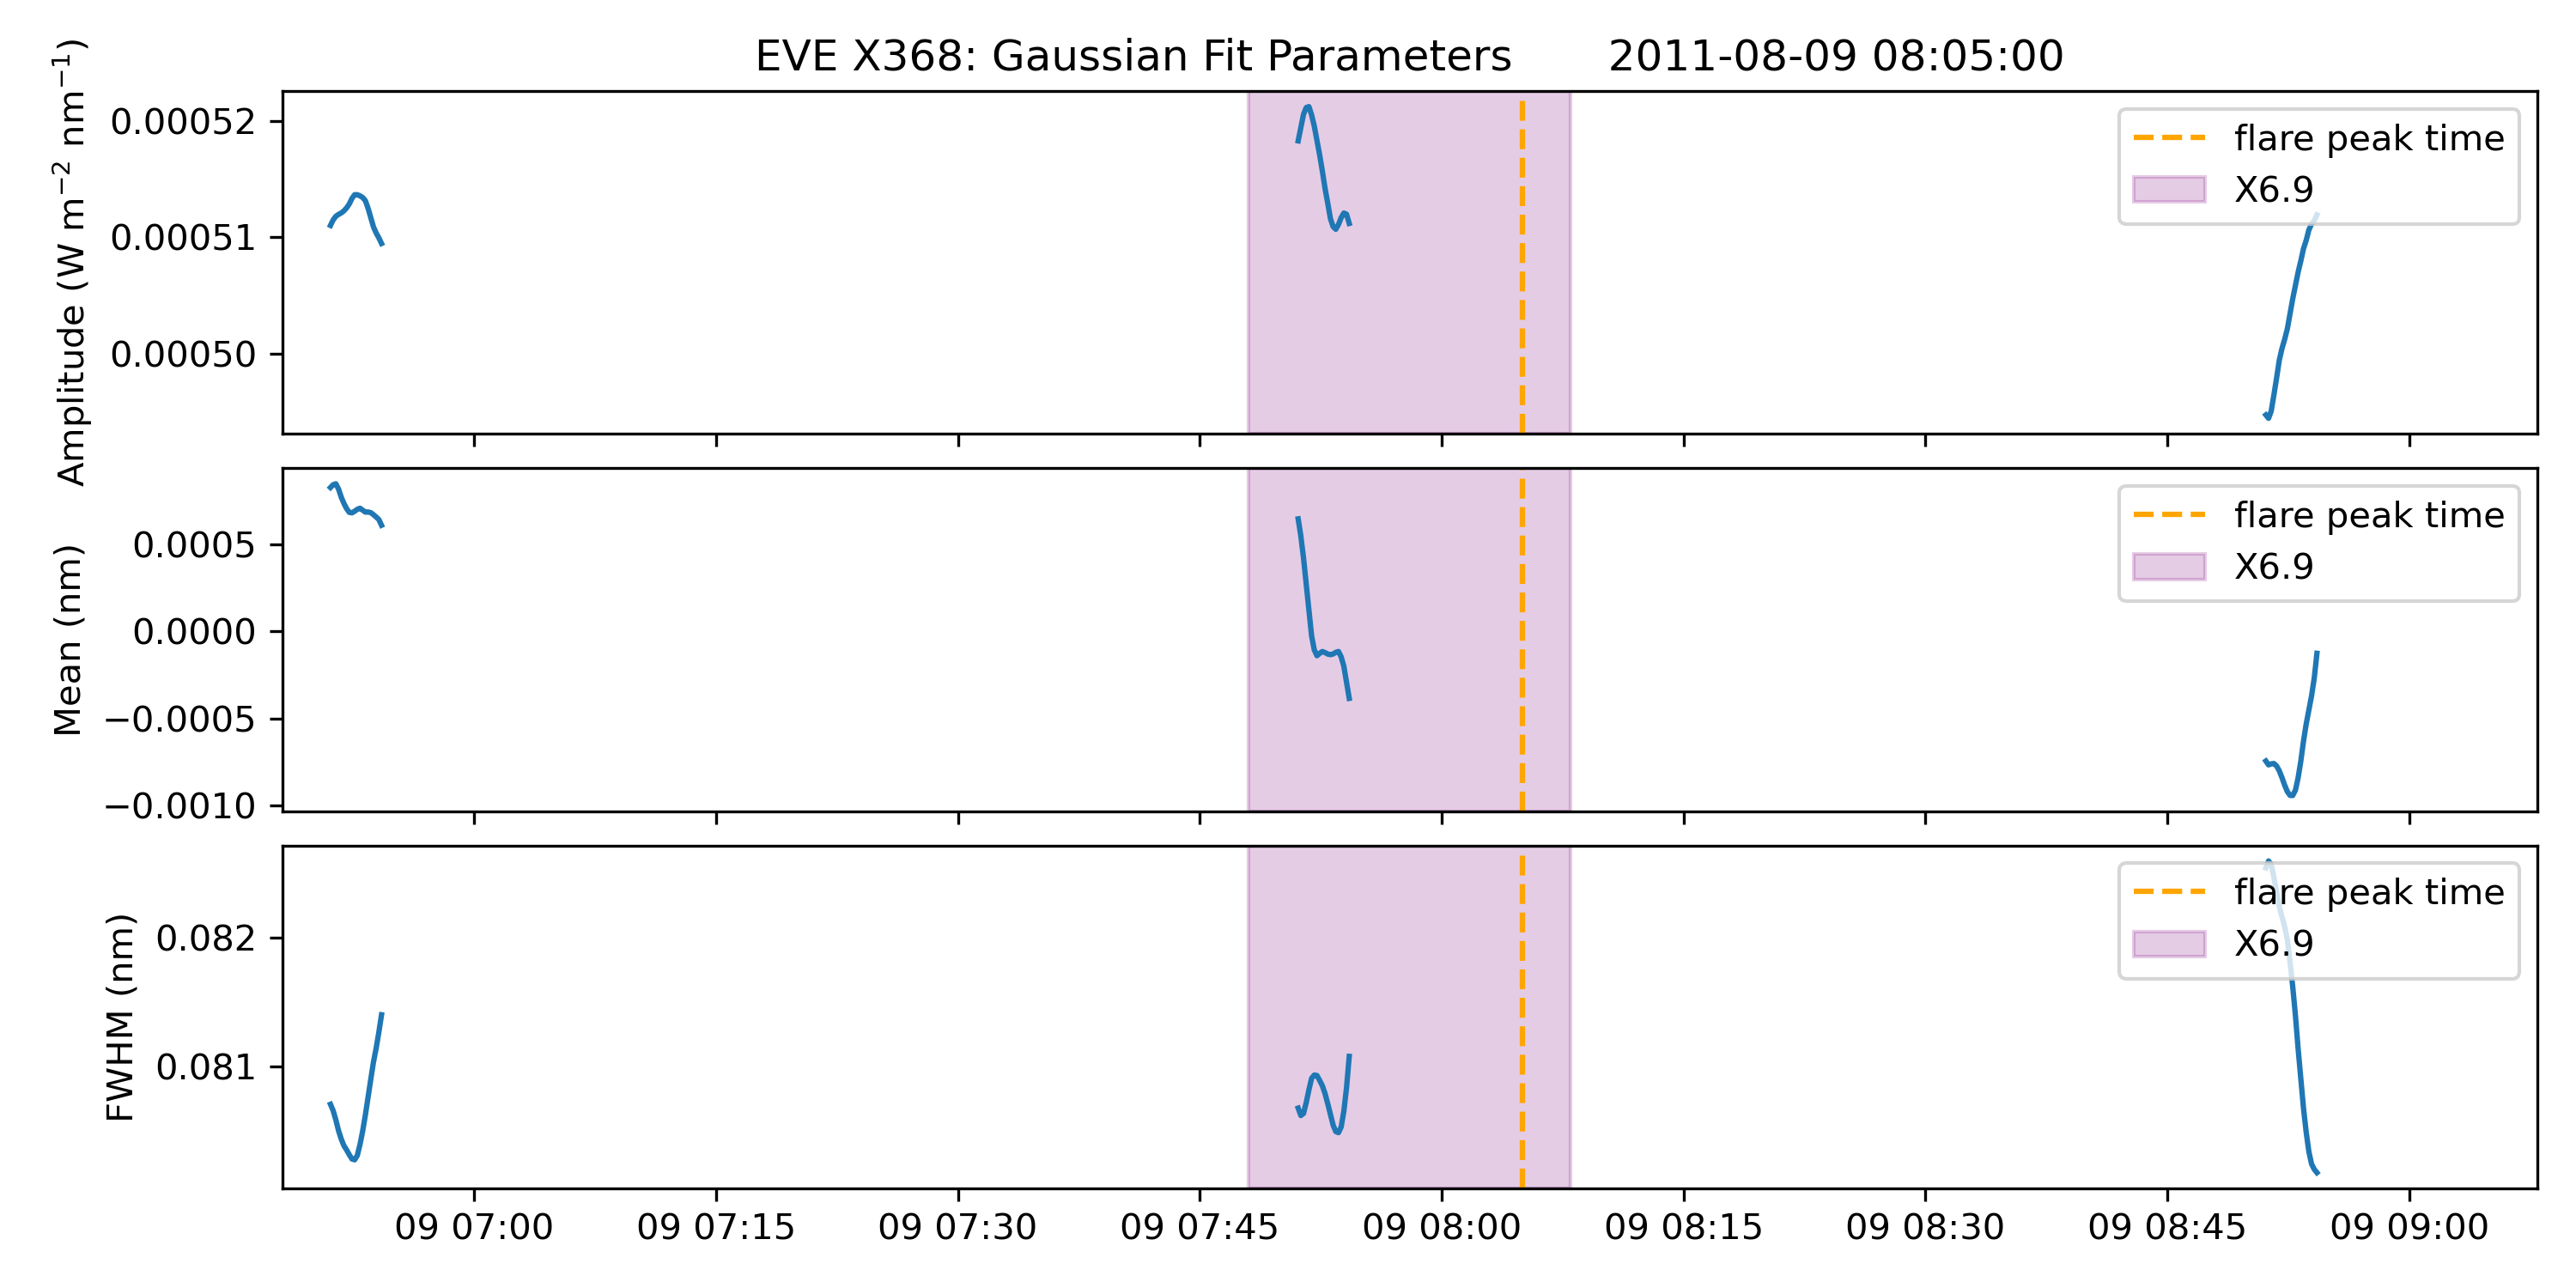 EVE X368: Gaussian Fit Parameters 2011-08-09 08:05:00
Amplitude (W m⁻² nm⁻¹)
0.00052
0.00051
0.00050
flare peak time
X6.9
Mean (nm)
0.0005
0.0000
−0.0005
−0.0010
flare peak time
X6.9
FWHM (nm)
0.082
0.081
flare peak time
X6.9
09 07:00 09 07:15 09 07:30 09 07:45 09 08:00 09 08:15 09 08:30 09 08:45 09 09:00